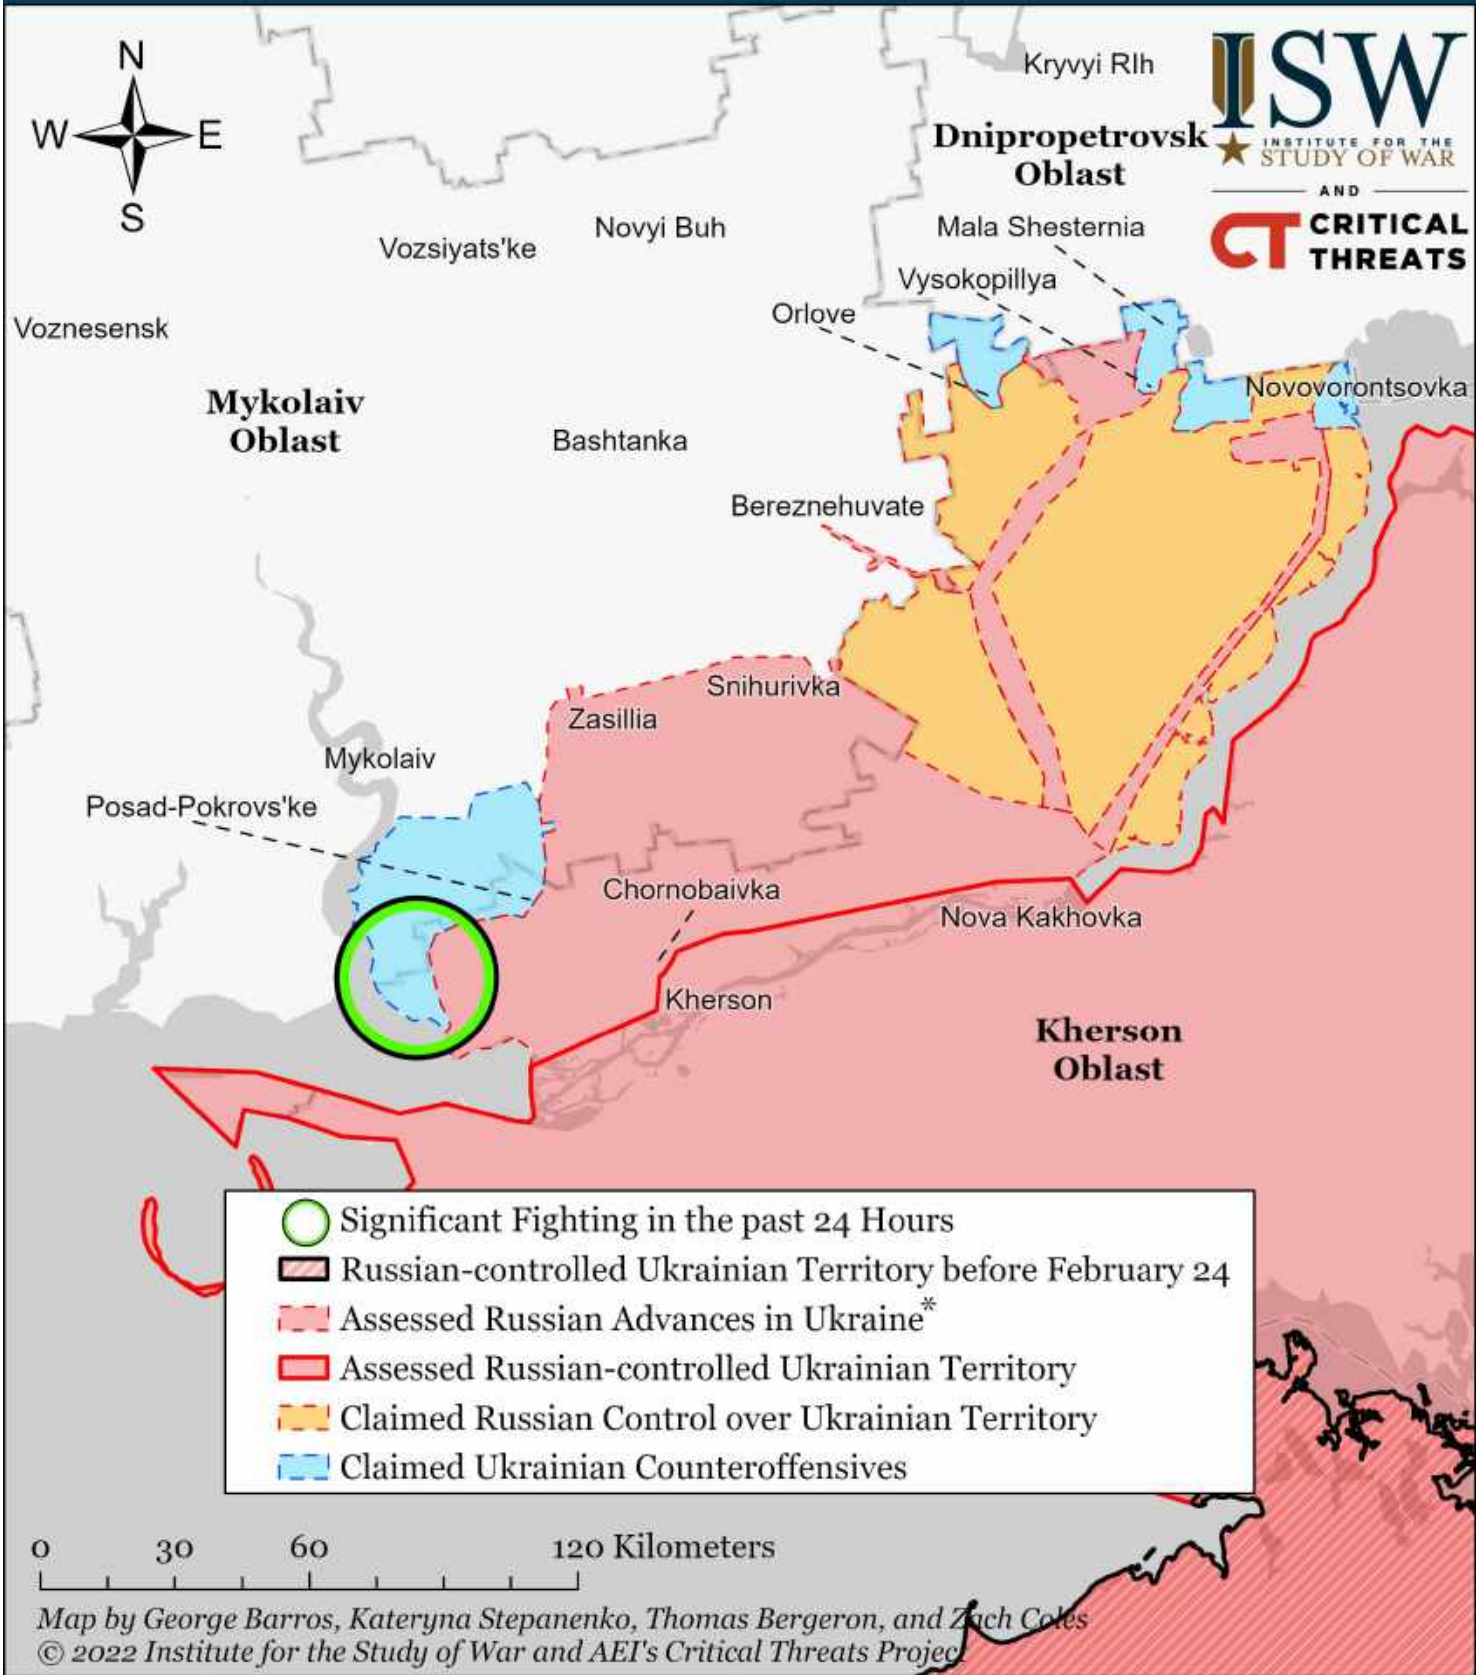 N
W E
S
Kryvyi RIh
ISW
INSTITUTE FOR THE
STUDY OF WAR
AND
CRITICAL
THREATS
CT
Dnipropetrovsk
Oblast
Novyi Buh
Vozsiyats'ke
Mala Shesternia
Vysokopillya
Orlove
Voznesensk
Mykolaiv
Oblast
Novovorontsovka
Bashtanka
Bereznehuvate
Snihurivka
Zasillia
Mykolaiv
Posad-Pokrovs'ke
Chornobaivka
Nova Kakhovka
Kherson
Kherson
Oblast
Significant Fighting in the past 24 Hours
Russian-controlled Ukrainian Territory before February 24
Assessed Russian Advances in Ukraine*
Assessed Russian-controlled Ukrainian Territory
Claimed Russian Control over Ukrainian Territory
Claimed Ukrainian Counteroffensives
0 30 60 120 Kilometers
Map by George Barros, Kateryna Stepanenko, Thomas Bergeron, and Zach Coles
© 2022 Institute for the Study of War and AEI's Critical Threats Project